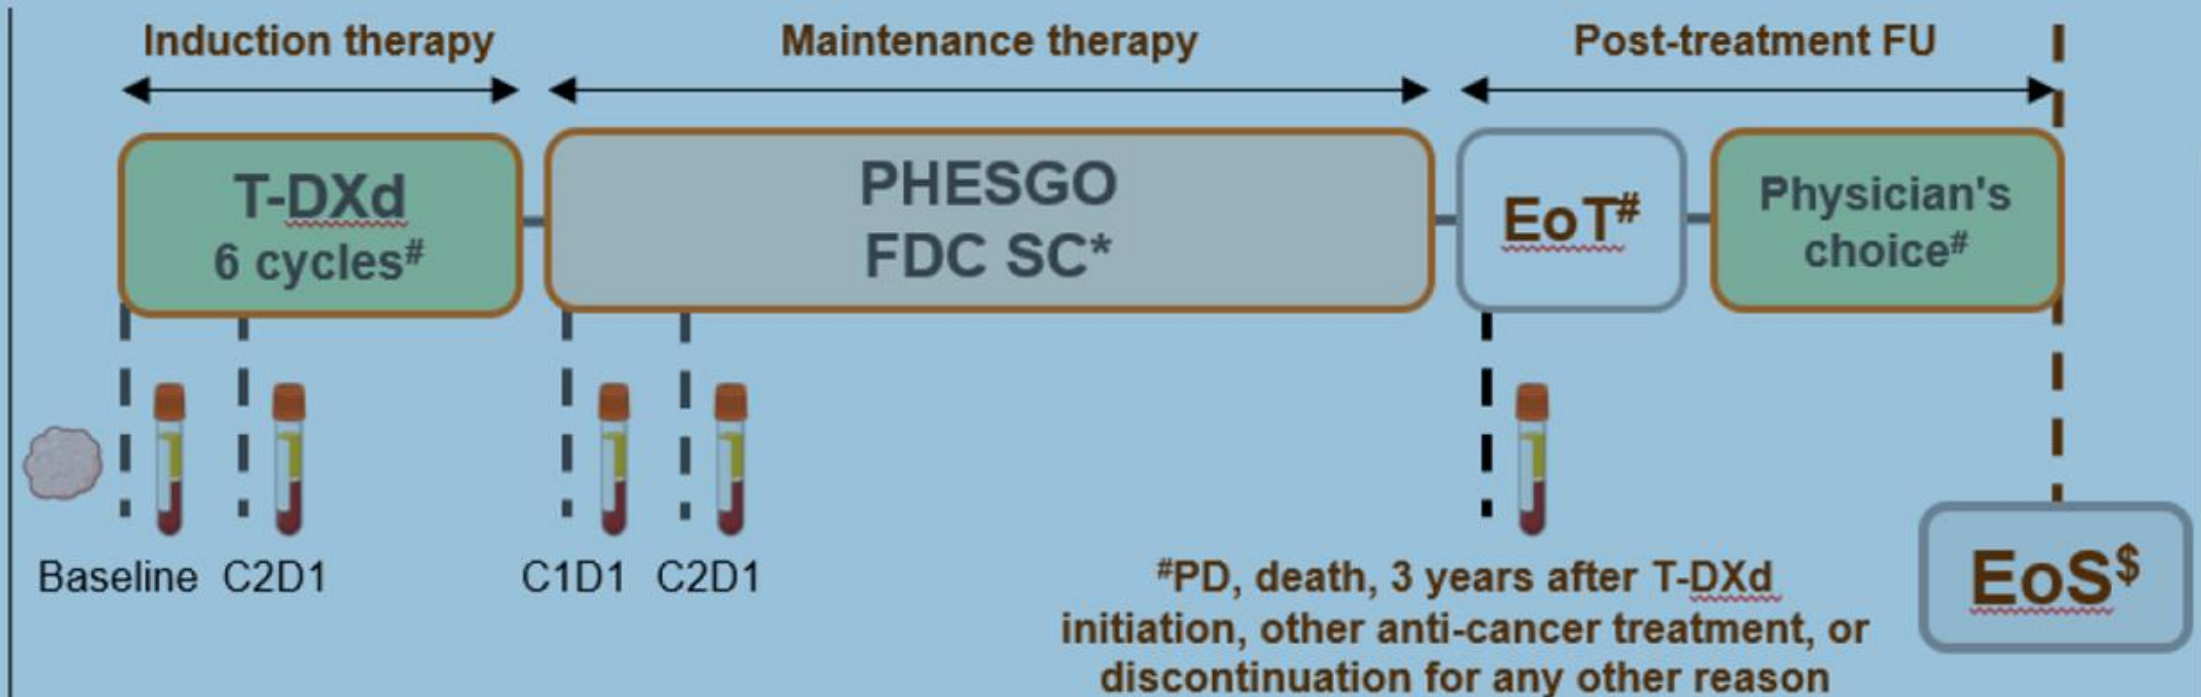 Induction therapy
Maintenance therapy
Post-treatment FU
T-DXd
6 cycles#
PHESGO
FDC SC*
EoT#
Physician's
choice#
Baseline
C2D1
C1D1
C2D1
#PD, death, 3 years after T-DXd
initiation, other anti-cancer treatment, or
discontinuation for any other reason
EoS$